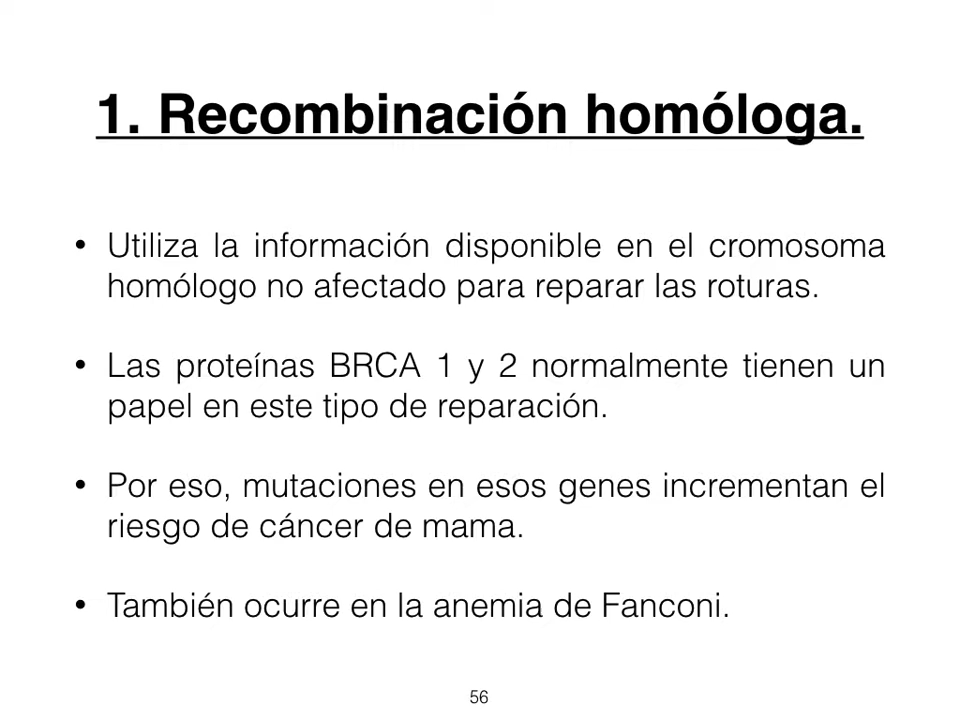 1. Recombinación homóloga.
• Utiliza la información disponible en el cromosoma
homólogo no afectado para reparar las roturas.
• Las proteínas BRCA 1 y 2 normalmente tienen un
papel en este tipo de reparación.
• Por eso, mutaciones en esos genes incrementan el
riesgo de cáncer de mama.
• También ocurre en la anemia de Fanconi.
56